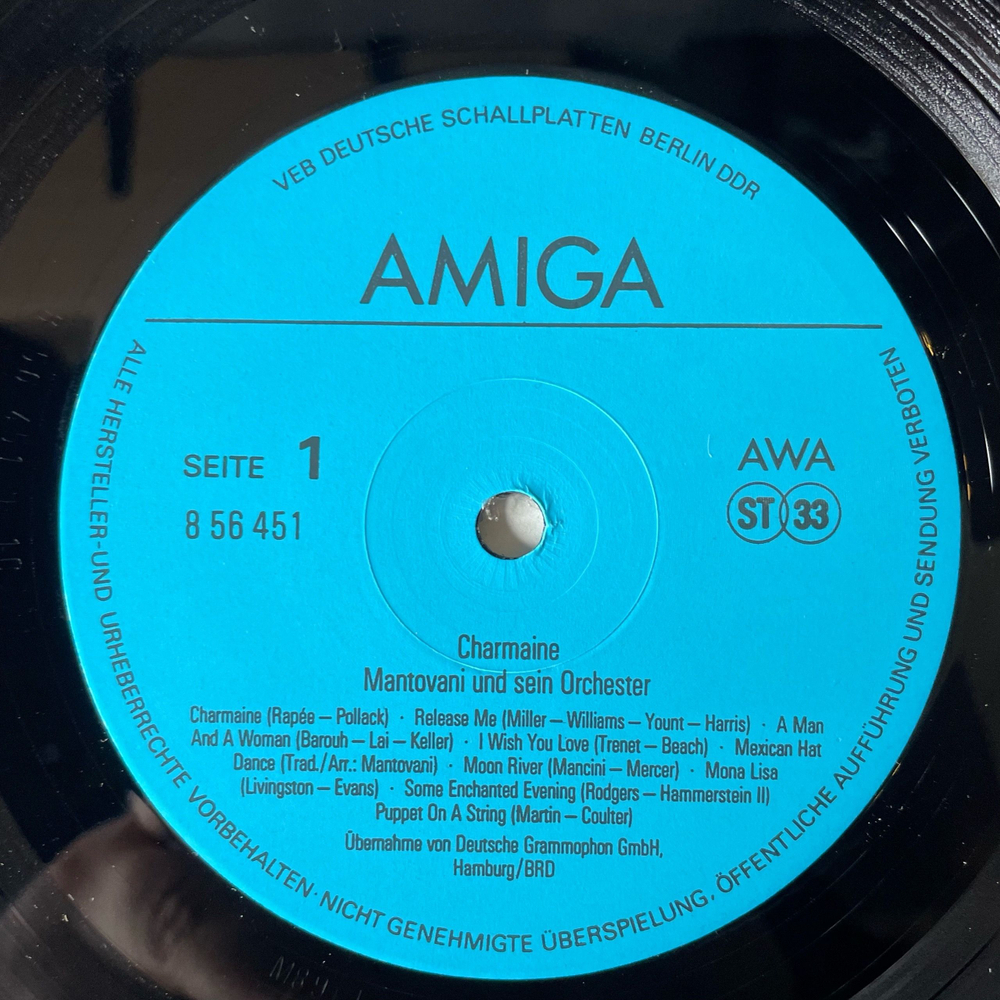 VEB DEUTSCHE SCHALLPLATTEN BERLIN DDR
AMIGA
SEITE 1
8 56 451
AWA
ST 33
Charmaine
Mantovani und sein Orchester
Charmaine (Rapée – Pollack) · Release Me (Miller – Williams – Yount – Harris) · A Man
And A Woman (Barouh – Lai – Keller) · I Wish You Love (Trenet – Beach) · Mexican Hat
Dance (Trad./Arr.: Mantovani) · Moon River (Mancini – Mercer) · Mona Lisa
(Livingston – Evans) · Some Enchanted Evening (Rodgers – Hammerstein II)
Puppet On A String (Martin – Coulter)
Übernahme von Deutsche Grammophon GmbH,
Hamburg/BRD
ALLE HERSTELLER-UND URHEBERRECHTE VORBEHALTEN · NICHT GENEHMIGTE ÜBERSPIELUNG, ÖFFENTLICHE AUFFÜHRUNG UND SENDUNG VERBOTEN